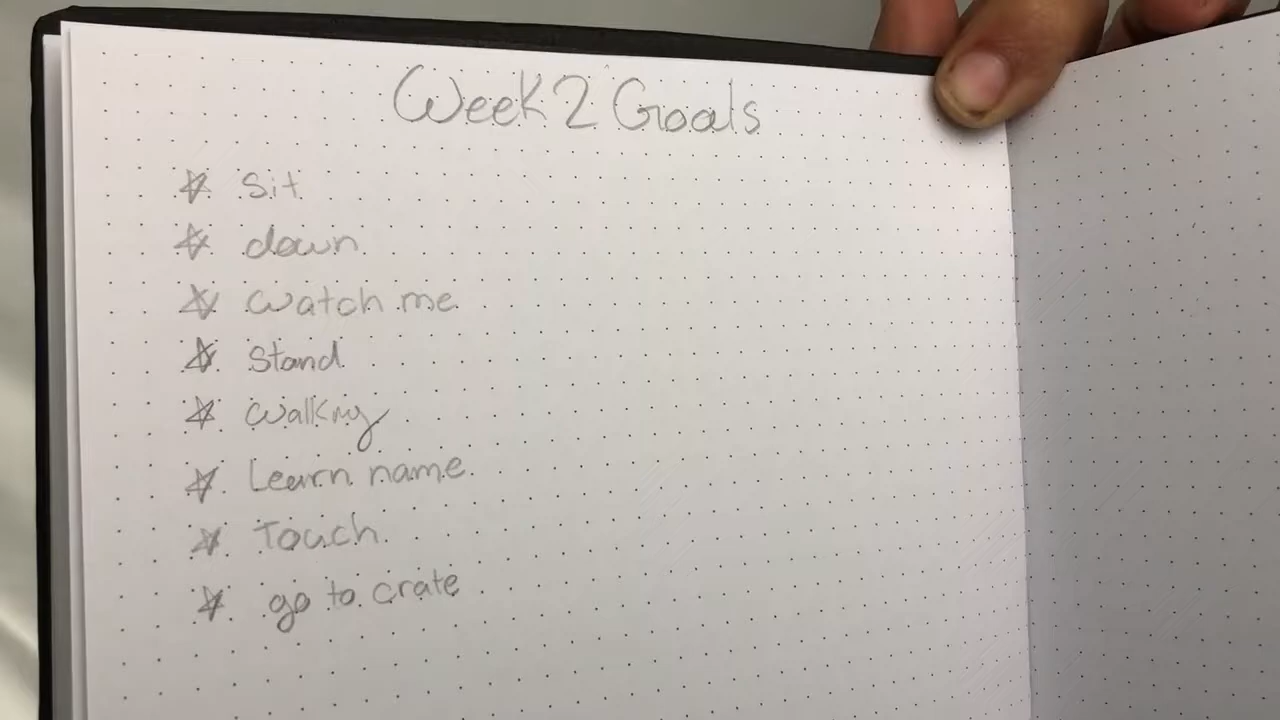 Week 2 Goals
☆ Sit
☆ down
☆ watch me
☆ Stand
☆ Walking
☆ Learn name
☆ Touch
☆ go to crate